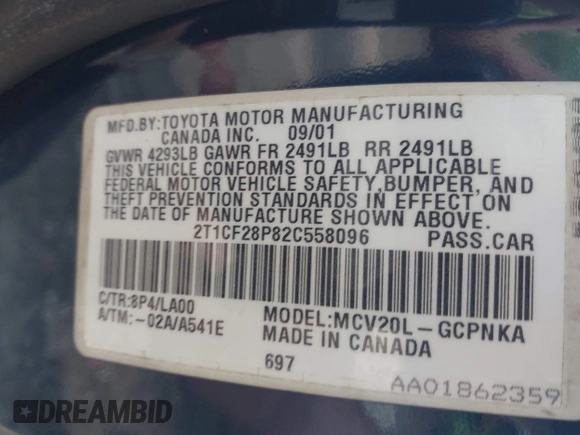 MFD.BY:TOYOTA MOTOR MANUFACTURING
CANADA INC. 09/01
GVWR 4293LB GAWR FR 2491LB RR 2491LB
THIS VEHICLE CONFORMS TO ALL APPLICABLE
FEDERAL MOTOR VEHICLE SAFETY,BUMPER, AND
THEFT PREVENTION STANDARDS IN EFFECT ON
THE DATE OF MANUFACTURE SHOWN ABOVE.
2T1CF28P82C558096 PASS.CAR
C/TR:8P4/LA00
A/TM:-02A/A541E
MODEL:MCV20L-GCPNKA
MADE IN CANADA
697
AA01862359
DREAMBID